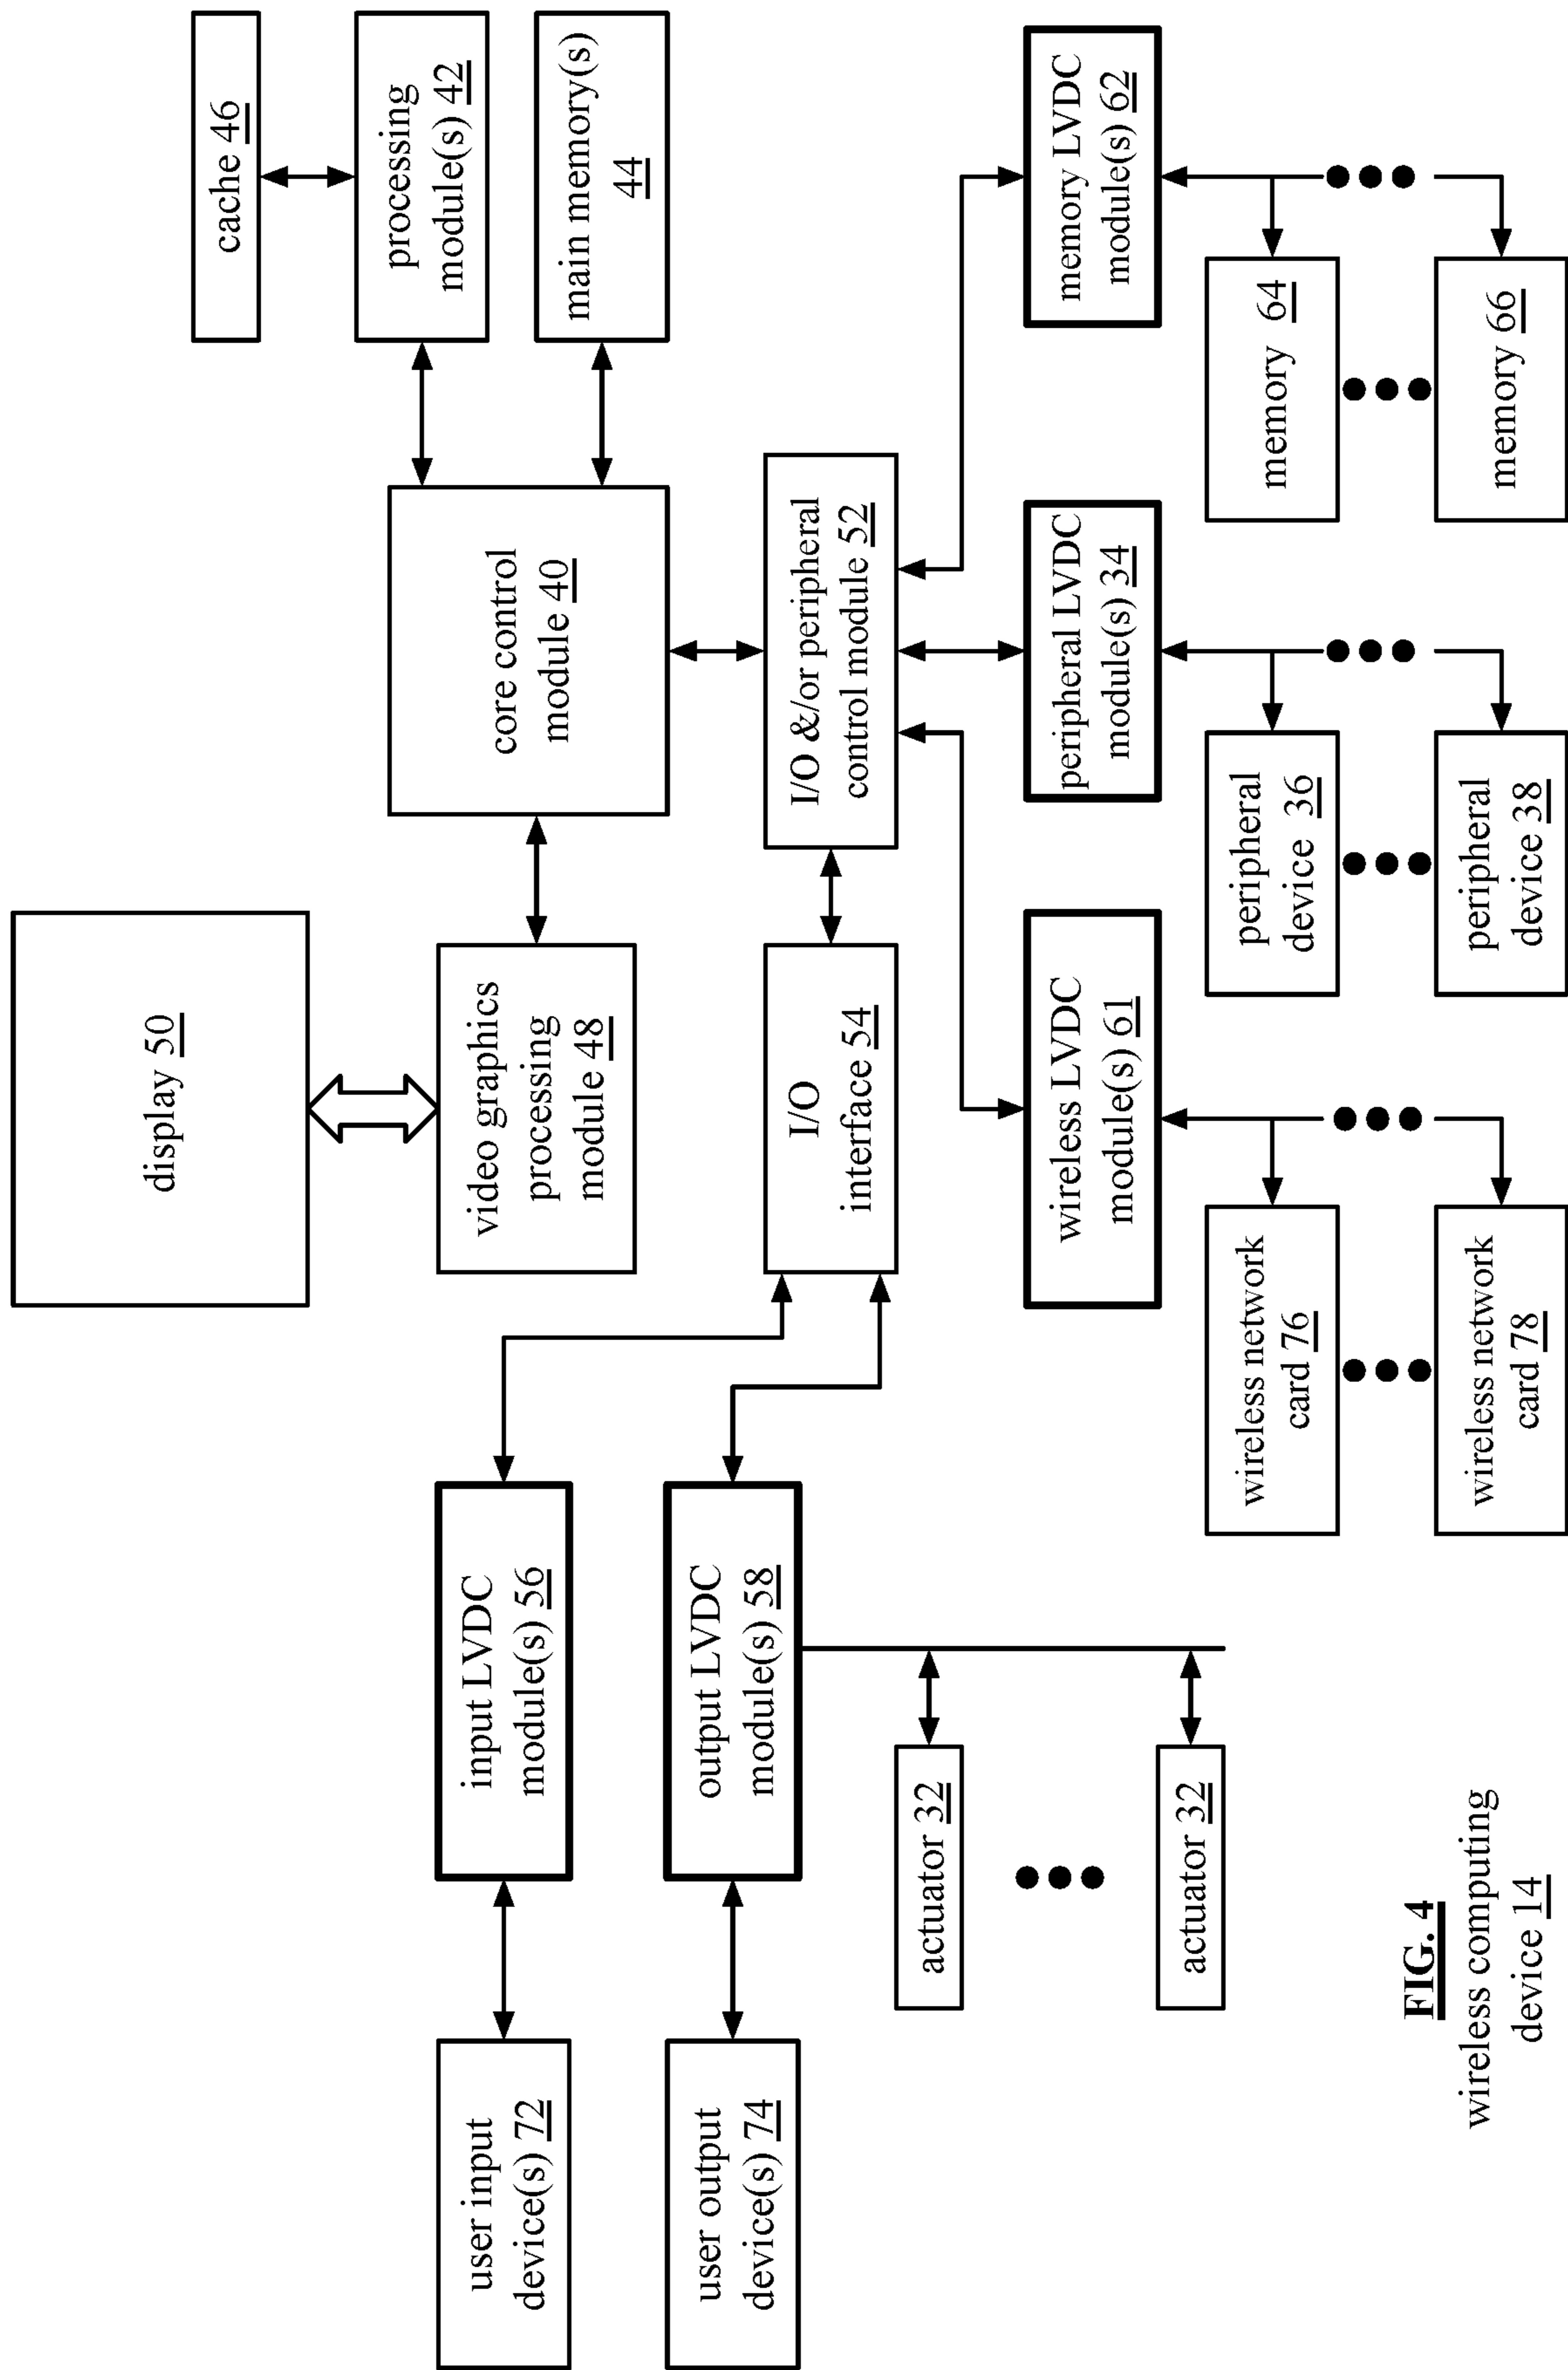 display 50
cache 46
video graphics
processing
module 48
core control
module 40
processing
module(s) 42
main memory(s)
44
user input
device(s) 72
input LVDC
module(s) 56
user output
device(s) 74
output LVDC
module(s) 58
I/O
interface 54
I/O &/or peripheral
control module 52
actuator 32
actuator 32
wireless LVDC
module(s) 61
peripheral LVDC
module(s) 34
memory LVDC
module(s) 62
wireless network
card 76
peripheral
device 36
memory 64
wireless network
card 78
peripheral
device 38
memory 66
FIG. 4
wireless computing
device 14